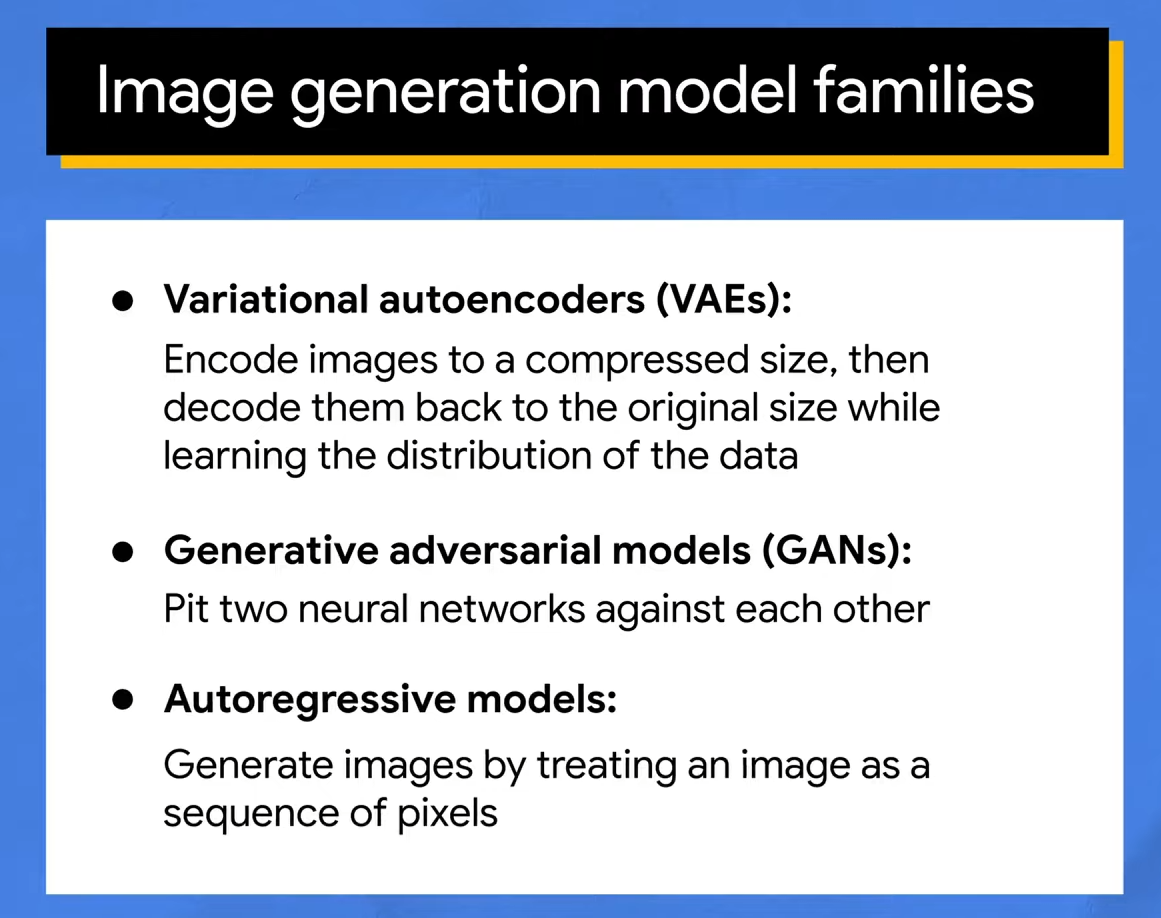 Image generation model families
● Variational autoencoders (VAEs):
Encode images to a compressed size, then
decode them back to the original size while
learning the distribution of the data
● Generative adversarial models (GANs):
Pit two neural networks against each other
● Autoregressive models:
Generate images by treating an image as a
sequence of pixels